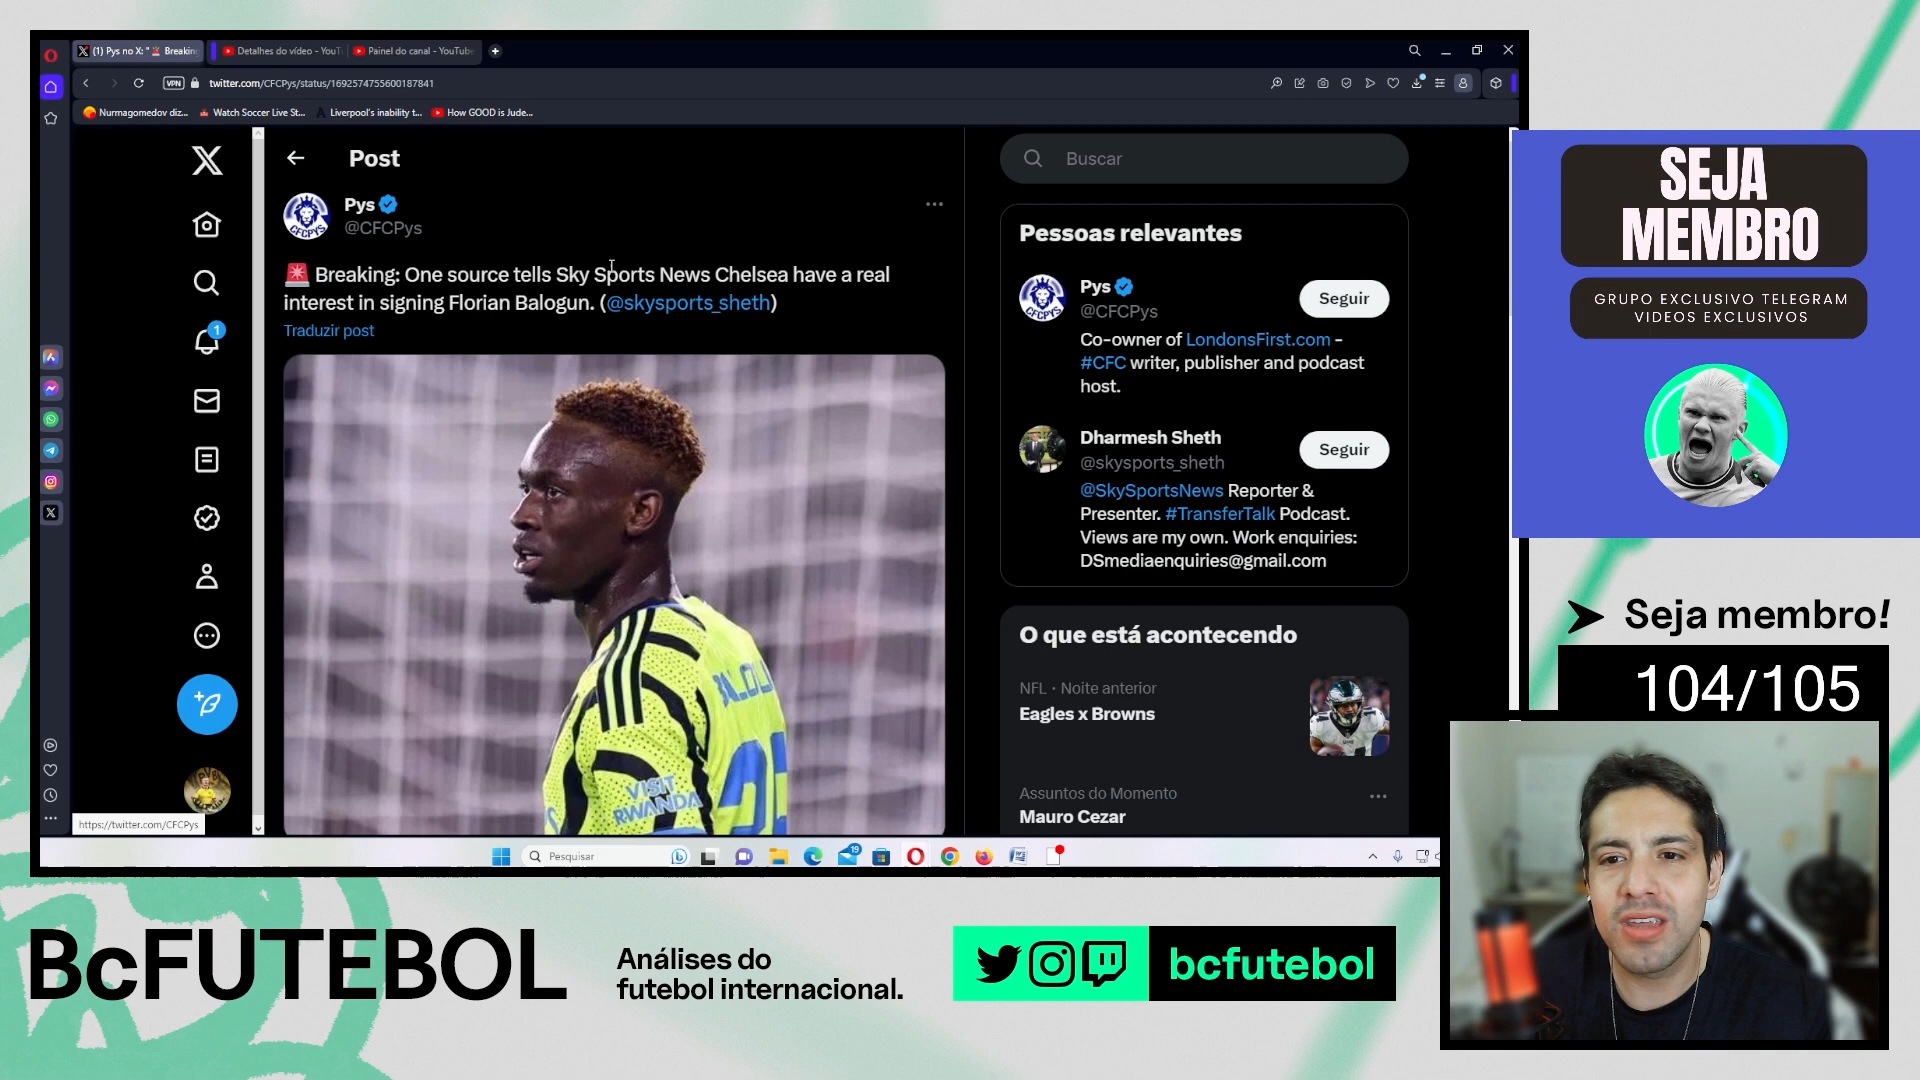 (1) Pys no X: " 🚨 Breaking
Detalhes do vídeo - YouT
Painel do canal - YouTube
VPN
twitter.com/CFCPys/status/1692574755600187841
Nurmagomedov diz...
Watch Soccer Live St...
Liverpool's inability t...
How GOOD is Jude...
Post
Buscar
Pys
@CFCPys
🚨 Breaking: One source tells Sky Sports News Chelsea have a real
interest in signing Florian Balogun. (@skysports_sheth)
Traduzir post
CFCPYS
VISIT
RWANDA
1
https://twitter.com/CFCPys
Pessoas relevantes
Pys
@CFCPys
Seguir
Co-owner of LondonsFirst.com -
#CFC writer, publisher and podcast
host.
Dharmesh Sheth
@skysports_sheth
Seguir
@SkySportsNews Reporter &
Presenter. #TransferTalk Podcast.
Views are my own. Work enquiries:
DSmediaenquiries@gmail.com
O que está acontecendo
NFL · Noite anterior
Eagles x Browns
Assuntos do Momento
Mauro Cezar
Pesquisar
19
SEJA
MEMBRO
GRUPO EXCLUSIVO TELEGRAM
VIDEOS EXCLUSIVOS
Seja membro!
104/105
BcFUTEBOL
Análises do
futebol internacional.
bcfutebol